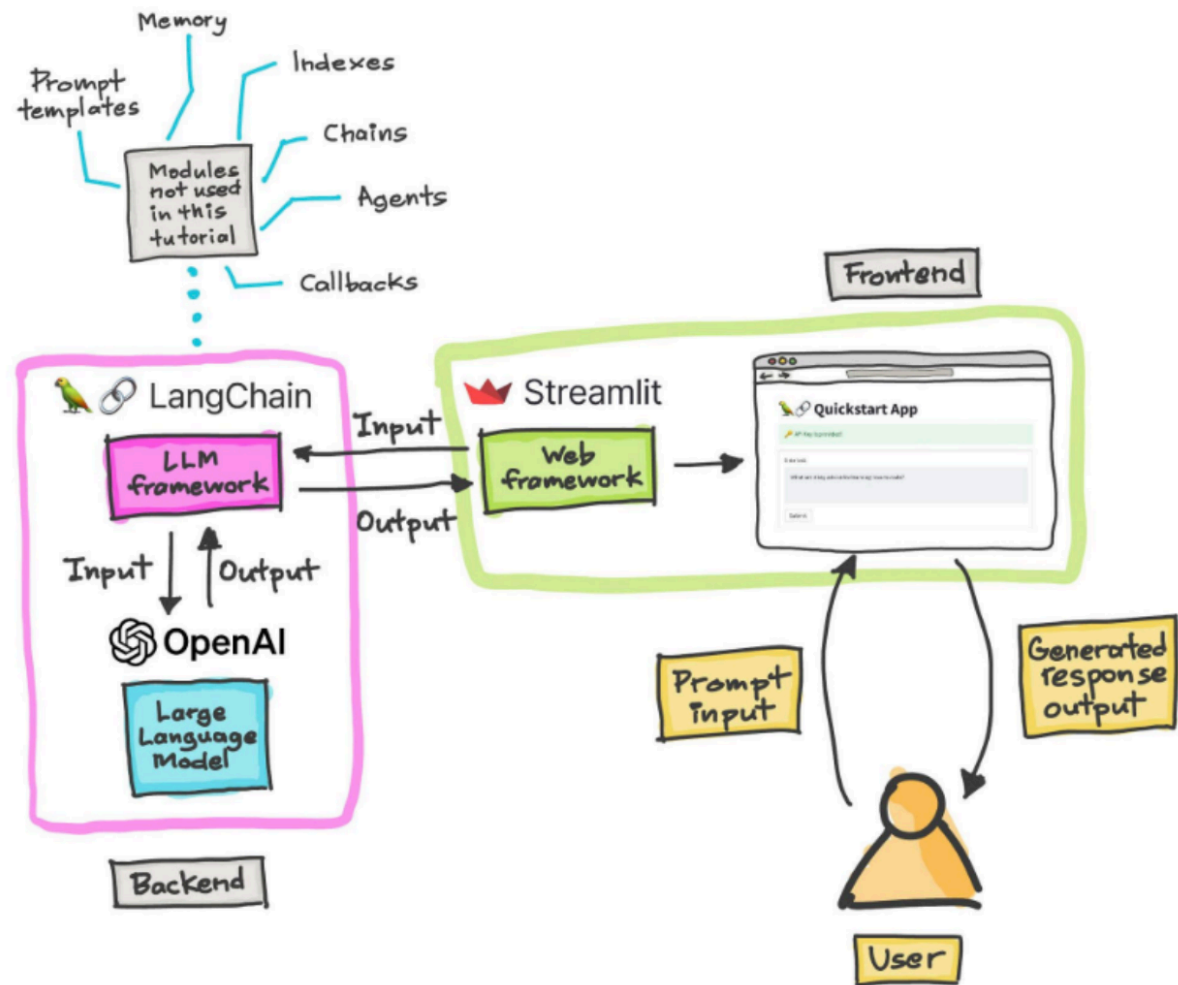 Memory
Indexes
Prompt
templates
Chains
Modules
not used
in this
tutorial
Agents
Callbacks
Frontend
LangChain
Streamlit
Quickstart App
Input
LLM
framework
Web
framework
Output
Submit
Input
Output
OpenAI
Large
Language
Model
Prompt
input
Generated
response
output
Backend
User